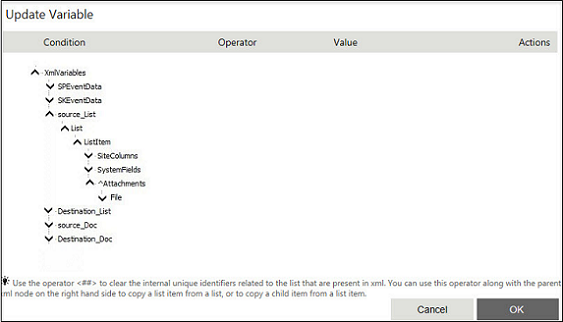 Update Variable
Condition Operator Value Actions
XmlVariables
SPEventData
SKEventData
source_List
List
ListItem
SiteColumns
SystemFields
^Attachments
File
Destination_List
source_Doc
Destination_Doc
Use the operator <##> to clear the internal unique identifiers related to the list that are present in xml. You can use this operator along with the parent
ml node on the right hand side to copy a list item from a list, or to copy a child item from a list item.
Cancel OK